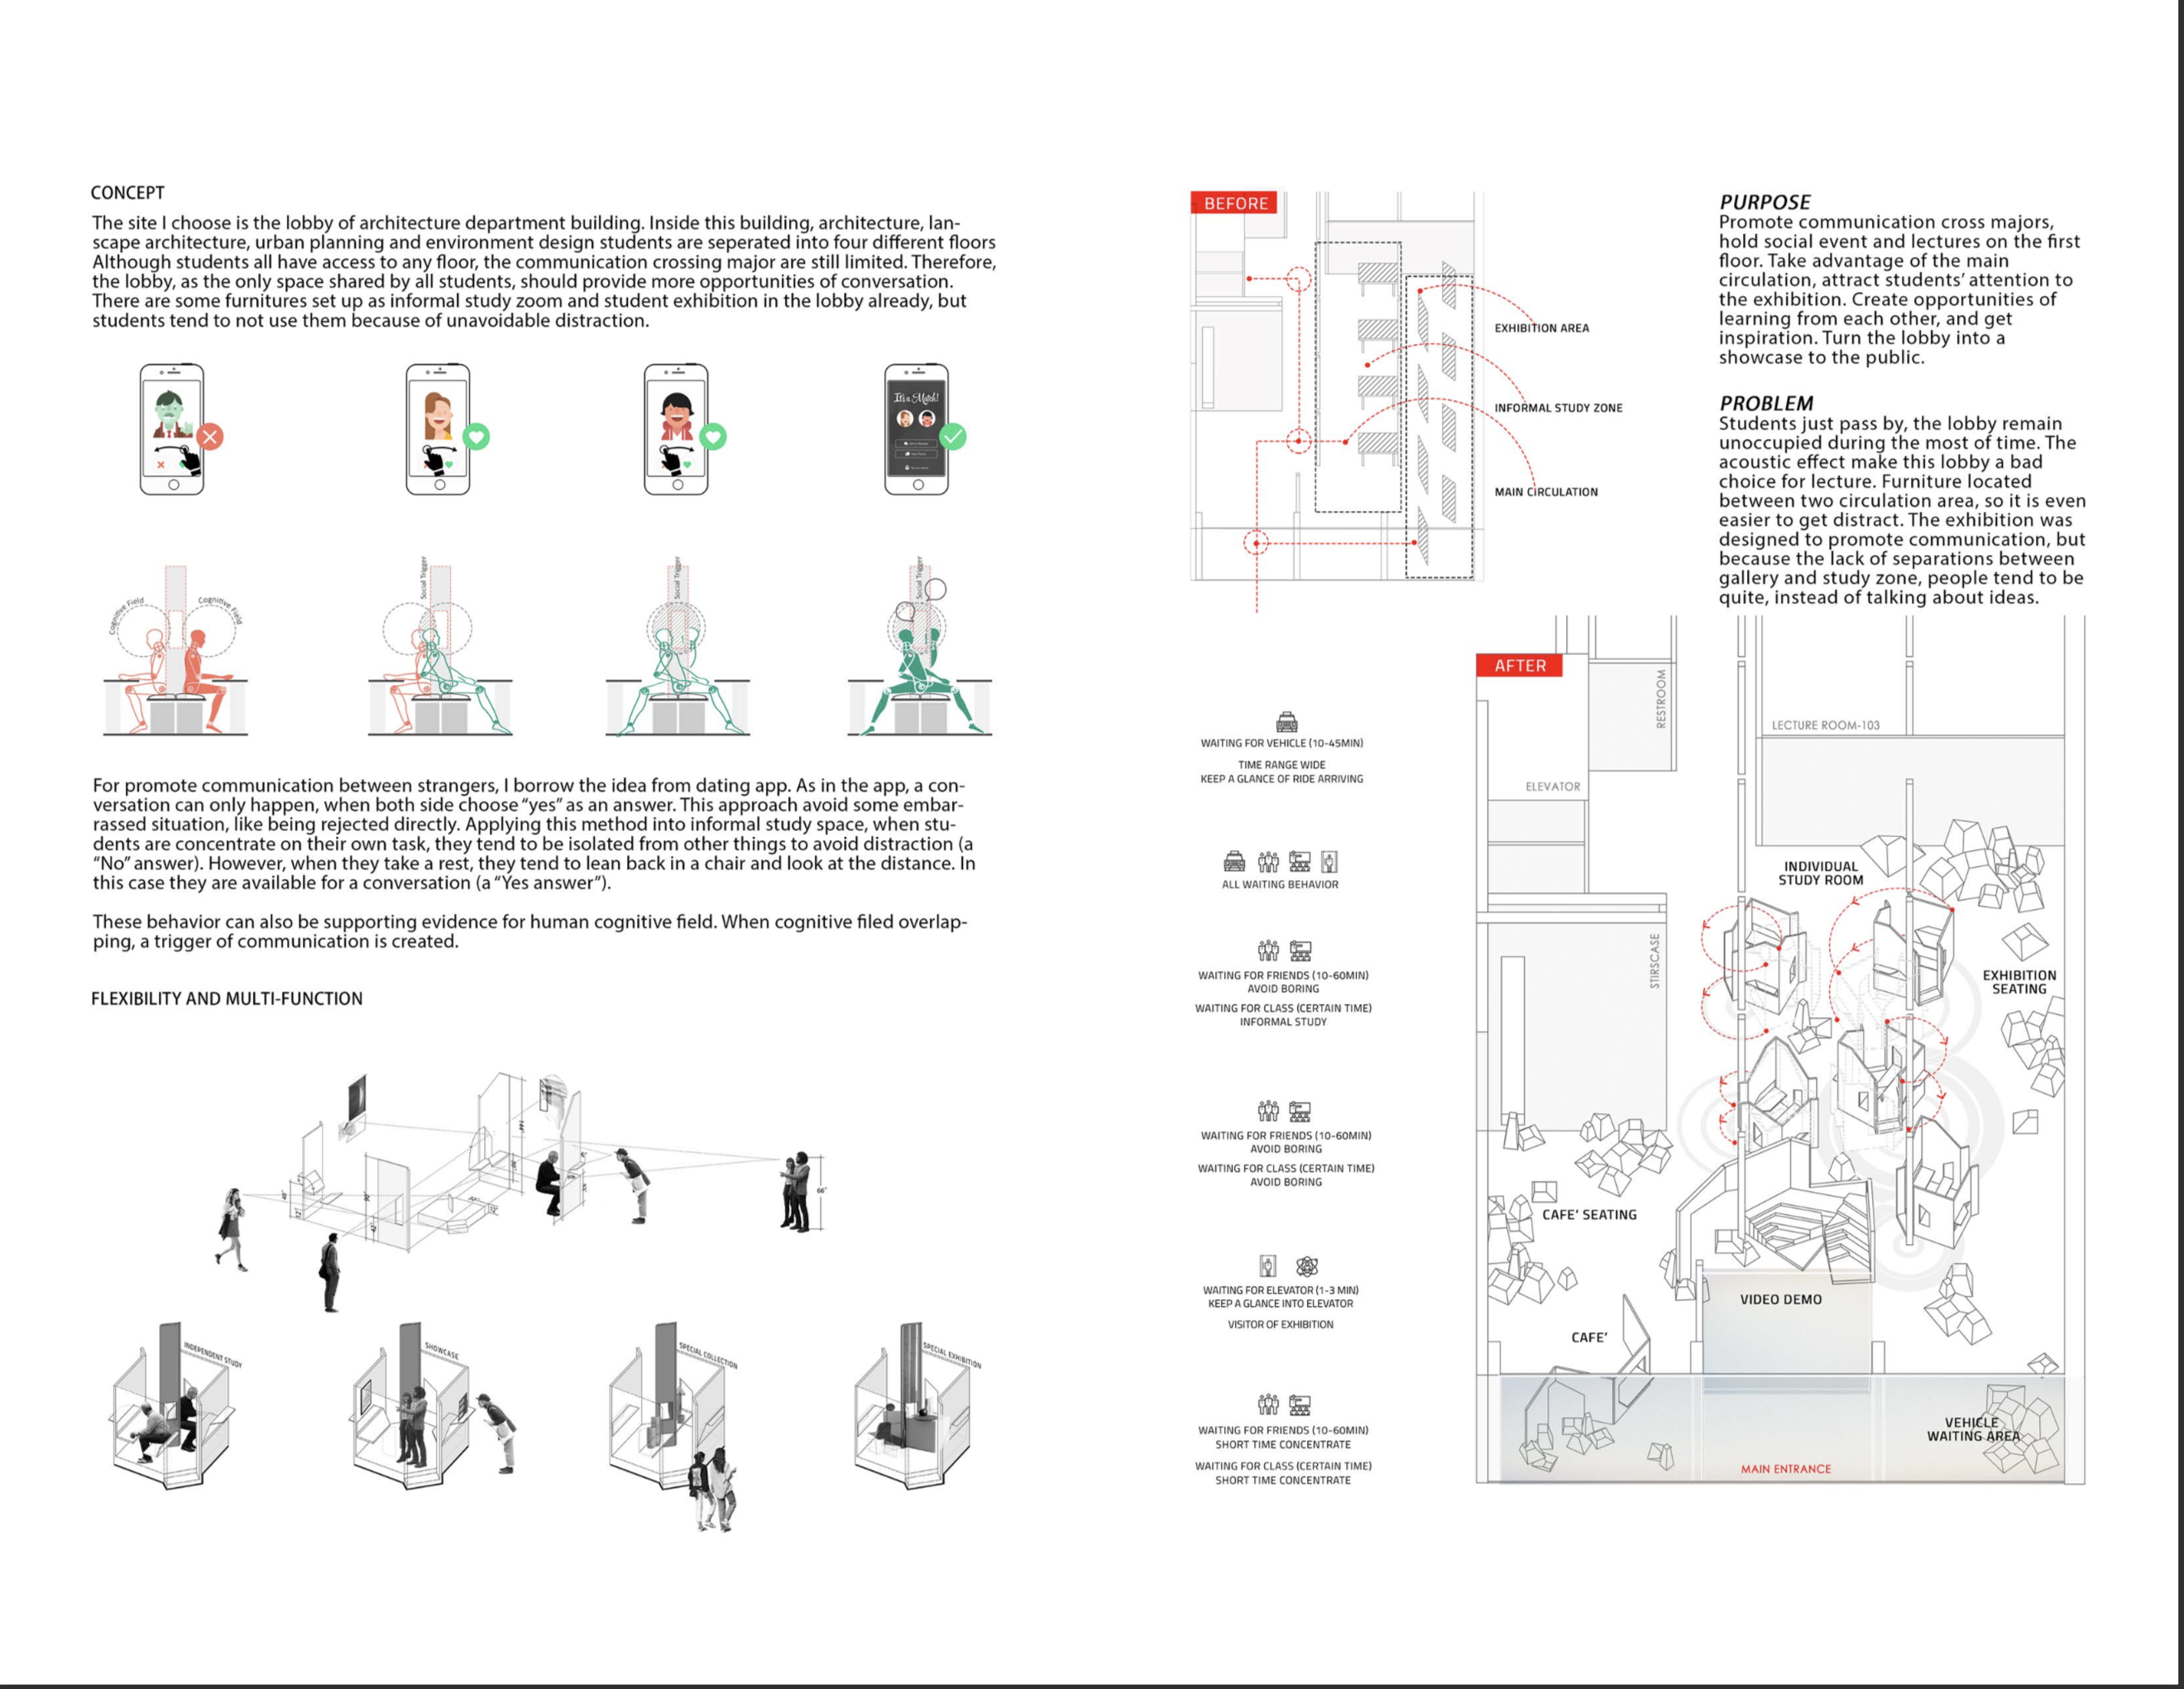 CONCEPT
The site I choose is the lobby of architecture department building. Inside this building, architecture, lan-
scape architecture, urban planning and environment design students are seperated into four different floors
Although students all have access to any floor, the communication crossing major are still limited. Therefore,
the lobby, as the only space shared by all students, should provide more opportunities of conversation.
There are some furnitures set up as informal study zoom and student exhibition in the lobby already, but
students tend to not use them because of unavoidable distraction.
It's a Match!
Cognitive Field
Cognitive Field
Social Trigger
Social Trigger
Social Trigger
For promote communication between strangers, I borrow the idea from dating app. As in the app, a con-
versation can only happen, when both side choose “yes” as an answer. This approach avoid some embar-
rassed situation, like being rejected directly. Applying this method into informal study space, when stu-
dents are concentrate on their own task, they tend to be isolated from other things to avoid distraction (a
“No” answer). However, when they take a rest, they tend to lean back in a chair and look at the distance. In
this case they are available for a conversation (a “Yes answer”).
These behavior can also be supporting evidence for human cognitive field. When cognitive filed overlap-
ping, a trigger of communication is created.
FLEXIBILITY AND MULTI-FUNCTION
66"
INDEPENDENT STUDY
SHOWCASE
SPECIAL COLLECTION
SPECIAL EXHIBITION
BEFORE
EXHIBITION AREA
INFORMAL STUDY ZONE
MAIN CIRCULATION
PURPOSE
Promote communication cross majors,
hold social event and lectures on the first
floor. Take advantage of the main
circulation, attract students’ attention to
the exhibition. Create opportunities of
learning from each other, and get
inspiration. Turn the lobby into a
showcase to the public.
PROBLEM
Students just pass by, the lobby remain
unoccupied during the most of time. The
acoustic effect make this lobby a bad
choice for lecture. Furniture located
between two circulation area, so it is even
easier to get distract. The exhibition was
designed to promote communication, but
because the lack of separations between
gallery and study zone, people tend to be
quite, instead of talking about ideas.
WAITING FOR VEHICLE (10-45MIN)
TIME RANGE WIDE
KEEP A GLANCE OF RIDE ARRIVING
ALL WAITING BEHAVIOR
WAITING FOR FRIENDS (10-60MIN)
AVOID BORING
WAITING FOR CLASS (CERTAIN TIME)
INFORMAL STUDY
WAITING FOR FRIENDS (10-60MIN)
AVOID BORING
WAITING FOR CLASS (CERTAIN TIME)
AVOID BORING
WAITING FOR ELEVATOR (1-3 MIN)
KEEP A GLANCE INTO ELEVATOR
VISITOR OF EXHIBITION
WAITING FOR FRIENDS (10-60MIN)
SHORT TIME CONCENTRATE
WAITING FOR CLASS (CERTAIN TIME)
SHORT TIME CONCENTRATE
AFTER
RESTROOM
LECTURE ROOM-103
ELEVATOR
INDIVIDUAL
STUDY ROOM
STIRSCASE
EXHIBITION
SEATING
CAFE’ SEATING
VIDEO DEMO
CAFE’
VEHICLE
WAITING AREA
MAIN ENTRANCE